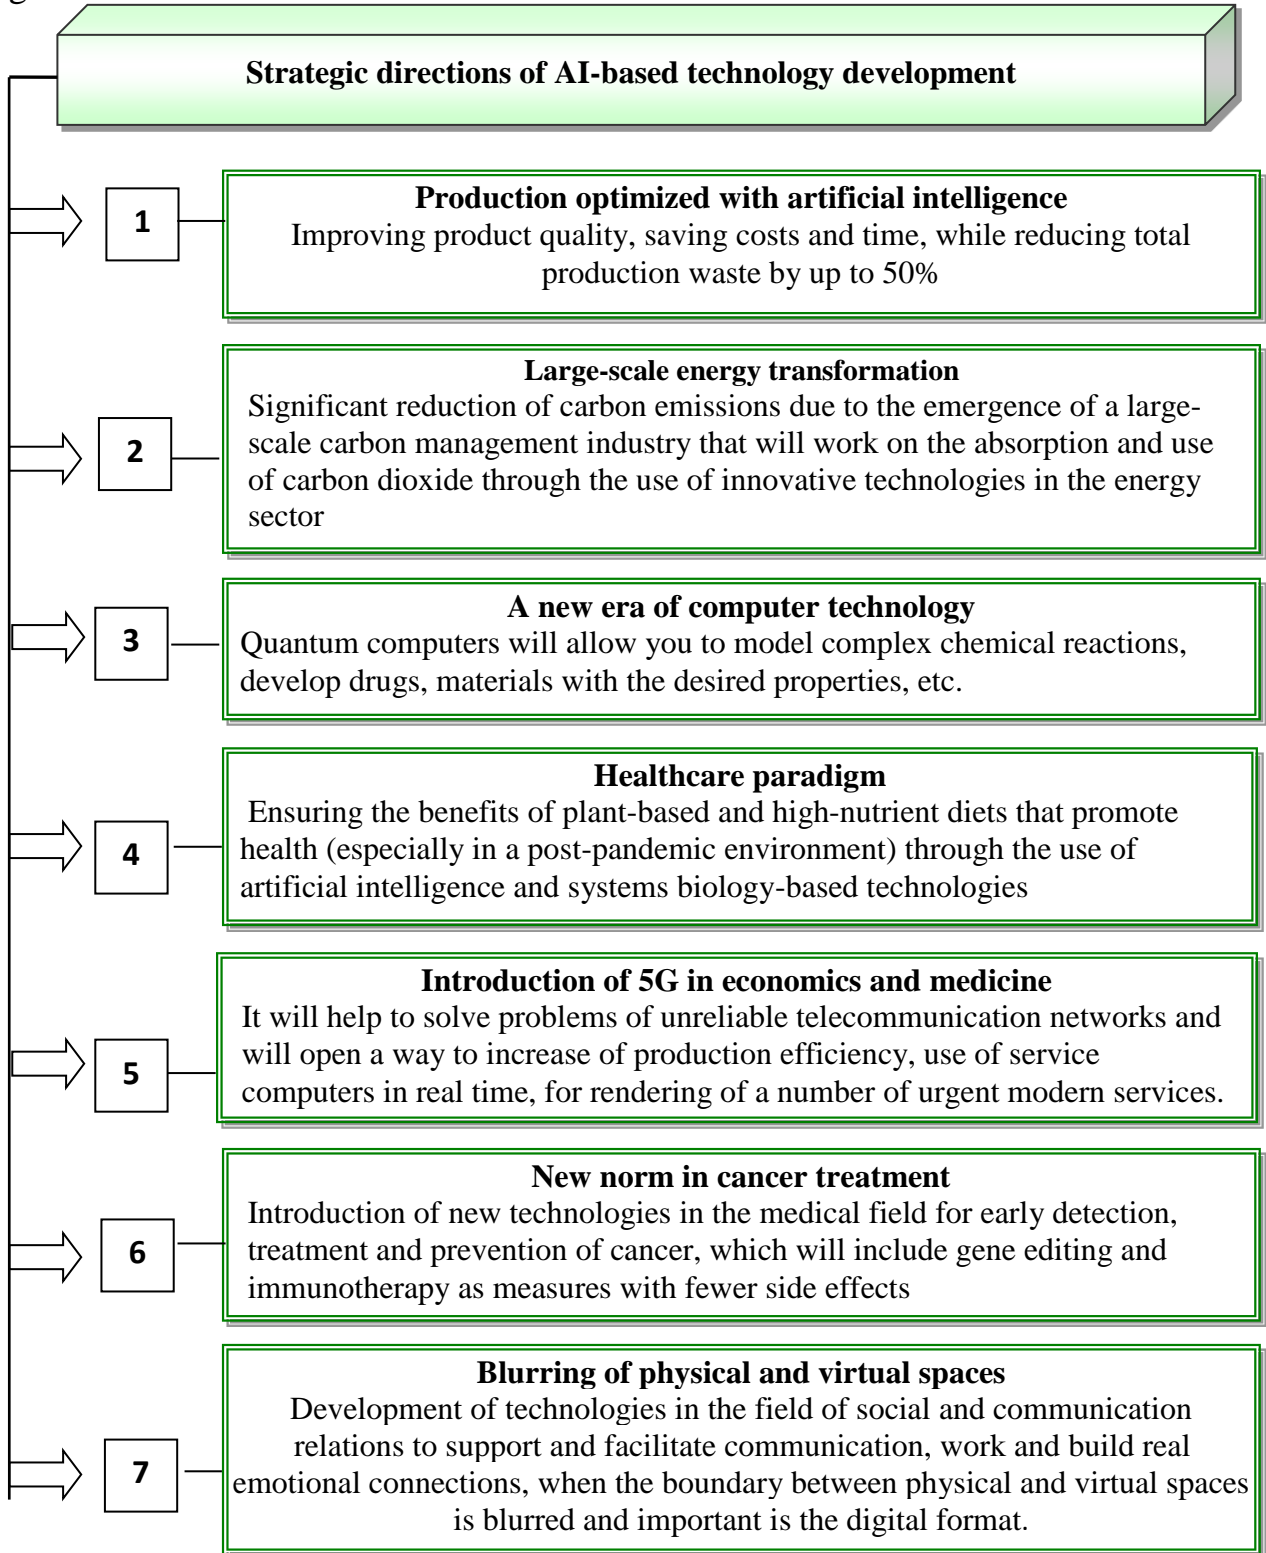 Strategic directions of AI-based technology development
1
Production optimized with artificial intelligence
Improving product quality, saving costs and time, while reducing total
production waste by up to 50%
2
Large-scale energy transformation
Significant reduction of carbon emissions due to the emergence of a large-
scale carbon management industry that will work on the absorption and use
of carbon dioxide through the use of innovative technologies in the energy
sector
3
A new era of computer technology
Quantum computers will allow you to model complex chemical reactions,
develop drugs, materials with the desired properties, etc.
4
Healthcare paradigm
Ensuring the benefits of plant-based and high-nutrient diets that promote
health (especially in a post-pandemic environment) through the use of
artificial intelligence and systems biology-based technologies
5
Introduction of 5G in economics and medicine
It will help to solve problems of unreliable telecommunication networks and
will open a way to increase of production efficiency, use of service
computers in real time, for rendering of a number of urgent modern services.
6
New norm in cancer treatment
Introduction of new technologies in the medical field for early detection,
treatment and prevention of cancer, which will include gene editing and
immunotherapy as measures with fewer side effects
7
Blurring of physical and virtual spaces
Development of technologies in the field of social and communication
relations to support and facilitate communication, work and build real
emotional connections, when the boundary between physical and virtual spaces
is blurred and important is the digital format.